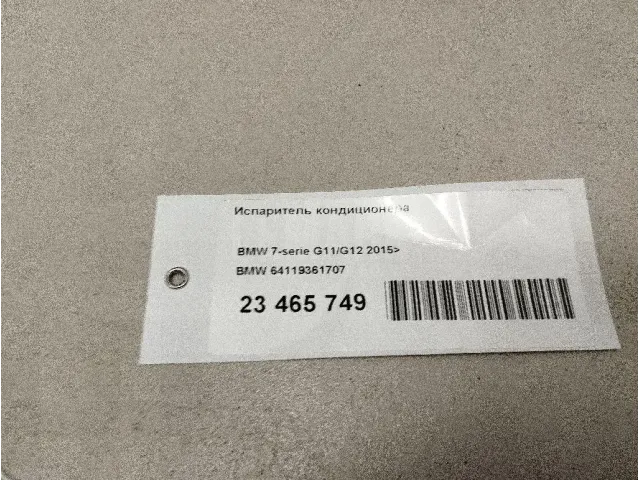 Испаритель кондиционера
BMW 7-serie G11/G12 2015>
BMW 64119361707
23 465 749